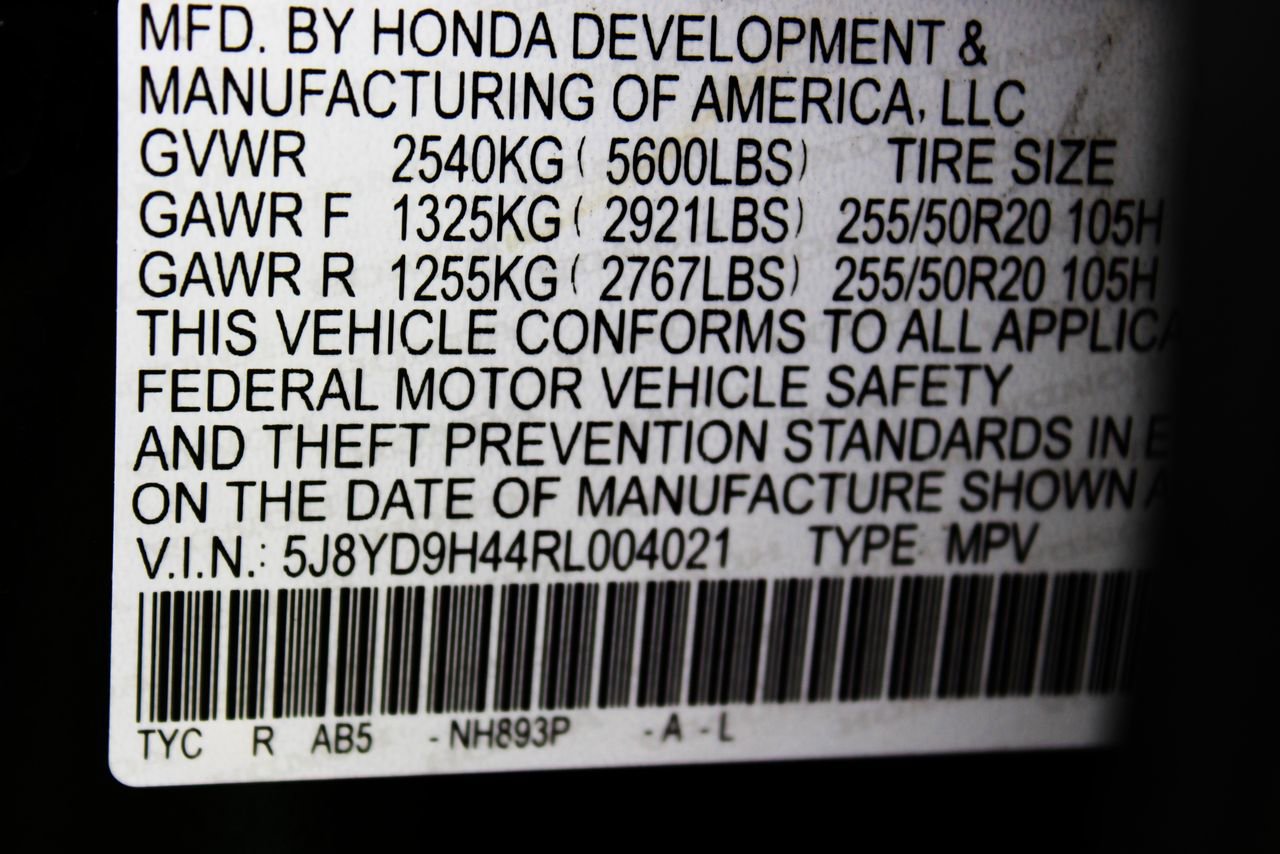 MFD. BY HONDA DEVELOPMENT &
MANUFACTURING OF AMERICA, LLC
GVWR 2540KG ( 5600LBS) TIRE SIZE
GAWR F 1325KG ( 2921LBS) 255/50R20 105H
GAWR R 1255KG ( 2767LBS) 255/50R20 105H
THIS VEHICLE CONFORMS TO ALL
FEDERAL MOTOR VEHICLE SAFETY
AND THEFT PREVENTION STANDARDS IN
ON THE DATE OF MANUFACTURE SHOWN
V.I.N.: 5J8YD9H44RL004021 TYPE MPV
TYC R AB5 -NH893P -A -L